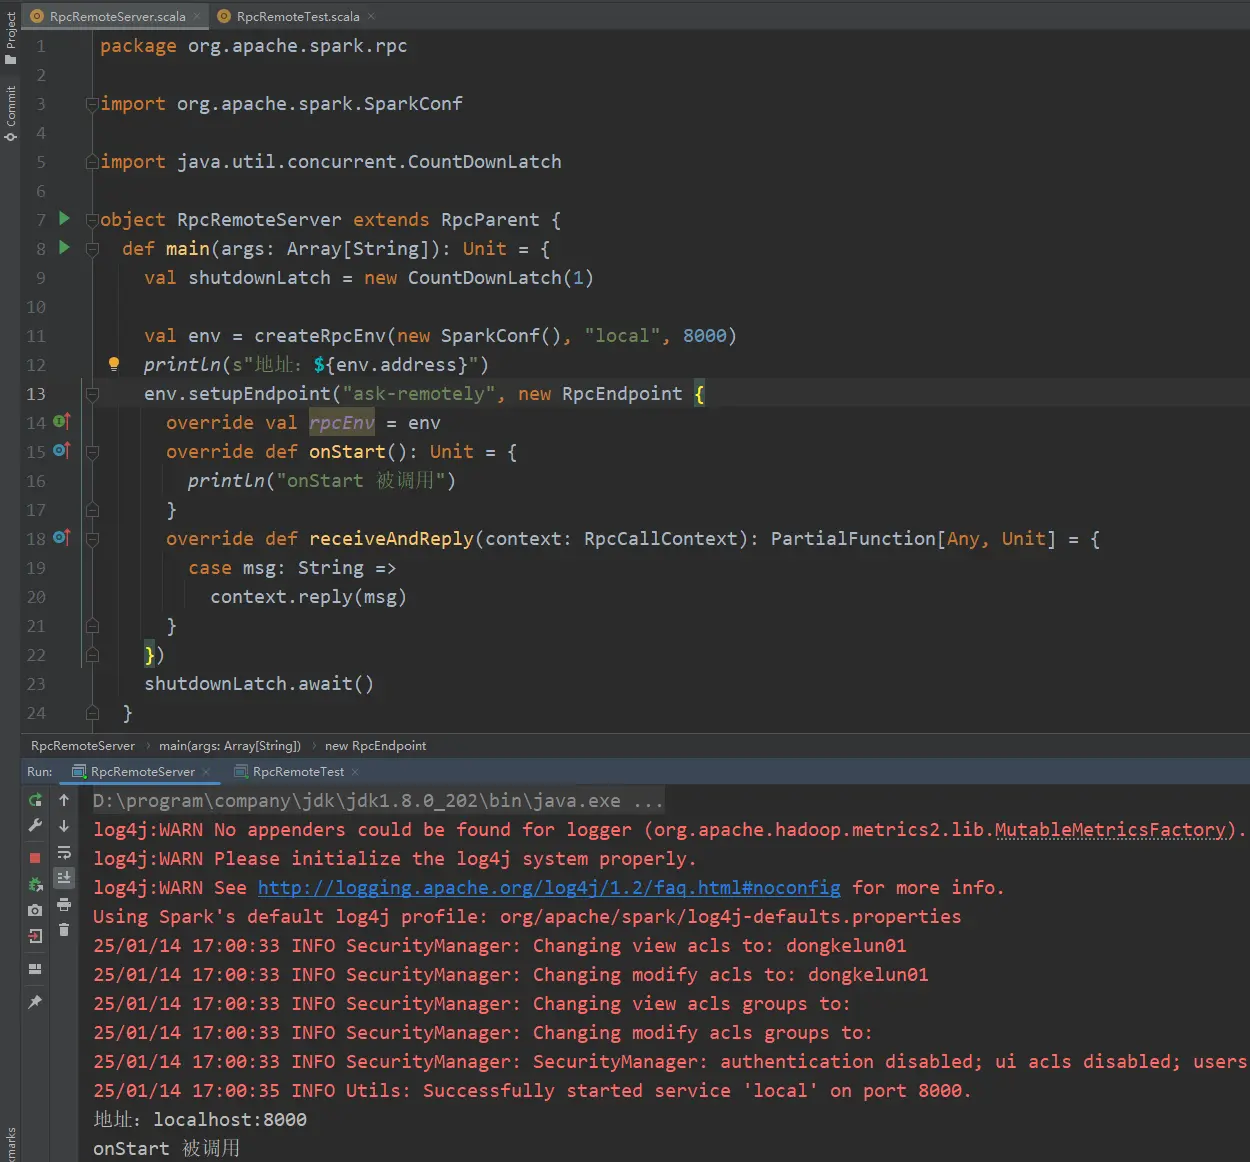 RpcRemoteServer.scala RpcRemoteTest.scala
Project
Commit
1 package org.apache.spark.rpc
2
3 import org.apache.spark.SparkConf
4
5 import java.util.concurrent.CountDownLatch
6
7 object RpcRemoteServer extends RpcParent {
8 def main(args: Array[String]): Unit = {
9 val shutdownLatch = new CountDownLatch(1)
10
11 val env = createRpcEnv(new SparkConf(), "local", 8000)
12 println(s"地址: ${env.address}")
13 env.setupEndpoint("ask-remotely", new RpcEndpoint {
14 override val rpcEnv = env
15 override def onStart(): Unit = {
16 println("onStart 被调用")
17 }
18 override def receiveAndReply(context: RpcCallContext): PartialFunction[Any, Unit] = {
19 case msg: String =>
20 context.reply(msg)
21 }
22 })
23 shutdownLatch.await()
24 }
RpcRemoteServer main(args: Array[String]) new RpcEndpoint
Run: RpcRemoteServer RpcRemoteTest
D:\program\company\jdk\jdk1.8.0_202\bin\java.exe ...
log4j:WARN No appenders could be found for logger (org.apache.hadoop.metrics2.lib.MutableMetricsFactory).
log4j:WARN Please initialize the log4j system properly.
log4j:WARN See http://logging.apache.org/log4j/1.2/faq.html#noconfig for more info.
Using Spark's default log4j profile: org/apache/spark/log4j-defaults.properties
25/01/14 17:00:33 INFO SecurityManager: Changing view acls to: dongkelun01
25/01/14 17:00:33 INFO SecurityManager: Changing modify acls to: dongkelun01
25/01/14 17:00:33 INFO SecurityManager: Changing view acls groups to:
25/01/14 17:00:33 INFO SecurityManager: Changing modify acls groups to:
25/01/14 17:00:33 INFO SecurityManager: SecurityManager: authentication disabled; ui acls disabled; users
25/01/14 17:00:35 INFO Utils: Successfully started service 'local' on port 8000.
地址: localhost:8000
onStart 被调用